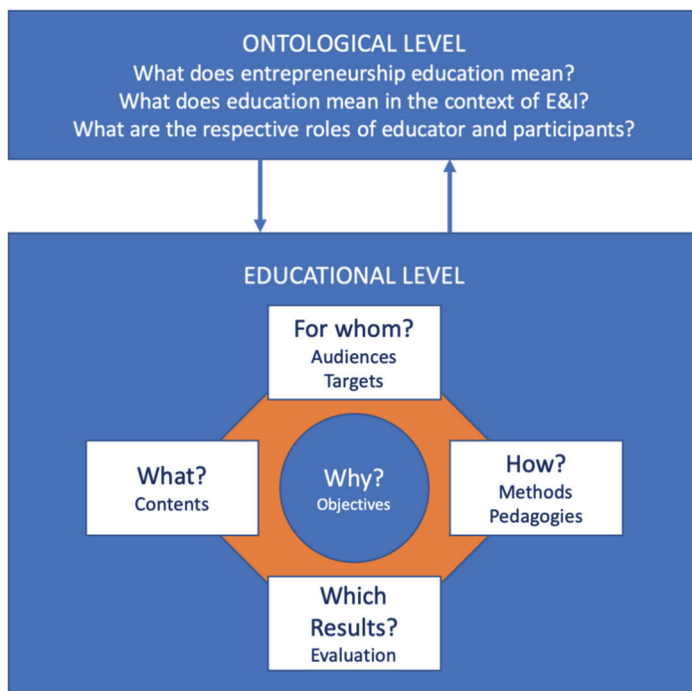 ONTOLOGICAL LEVEL
What does entrepreneurship education mean?
What does education mean in the context of E&I?
What are the respective roles of educator and participants?
EDUCATIONAL LEVEL
For whom?
Audiences
Targets
What?
Contents
Why?
Objectives
How?
Methods
Pedagogies
Which
Results?
Evaluation